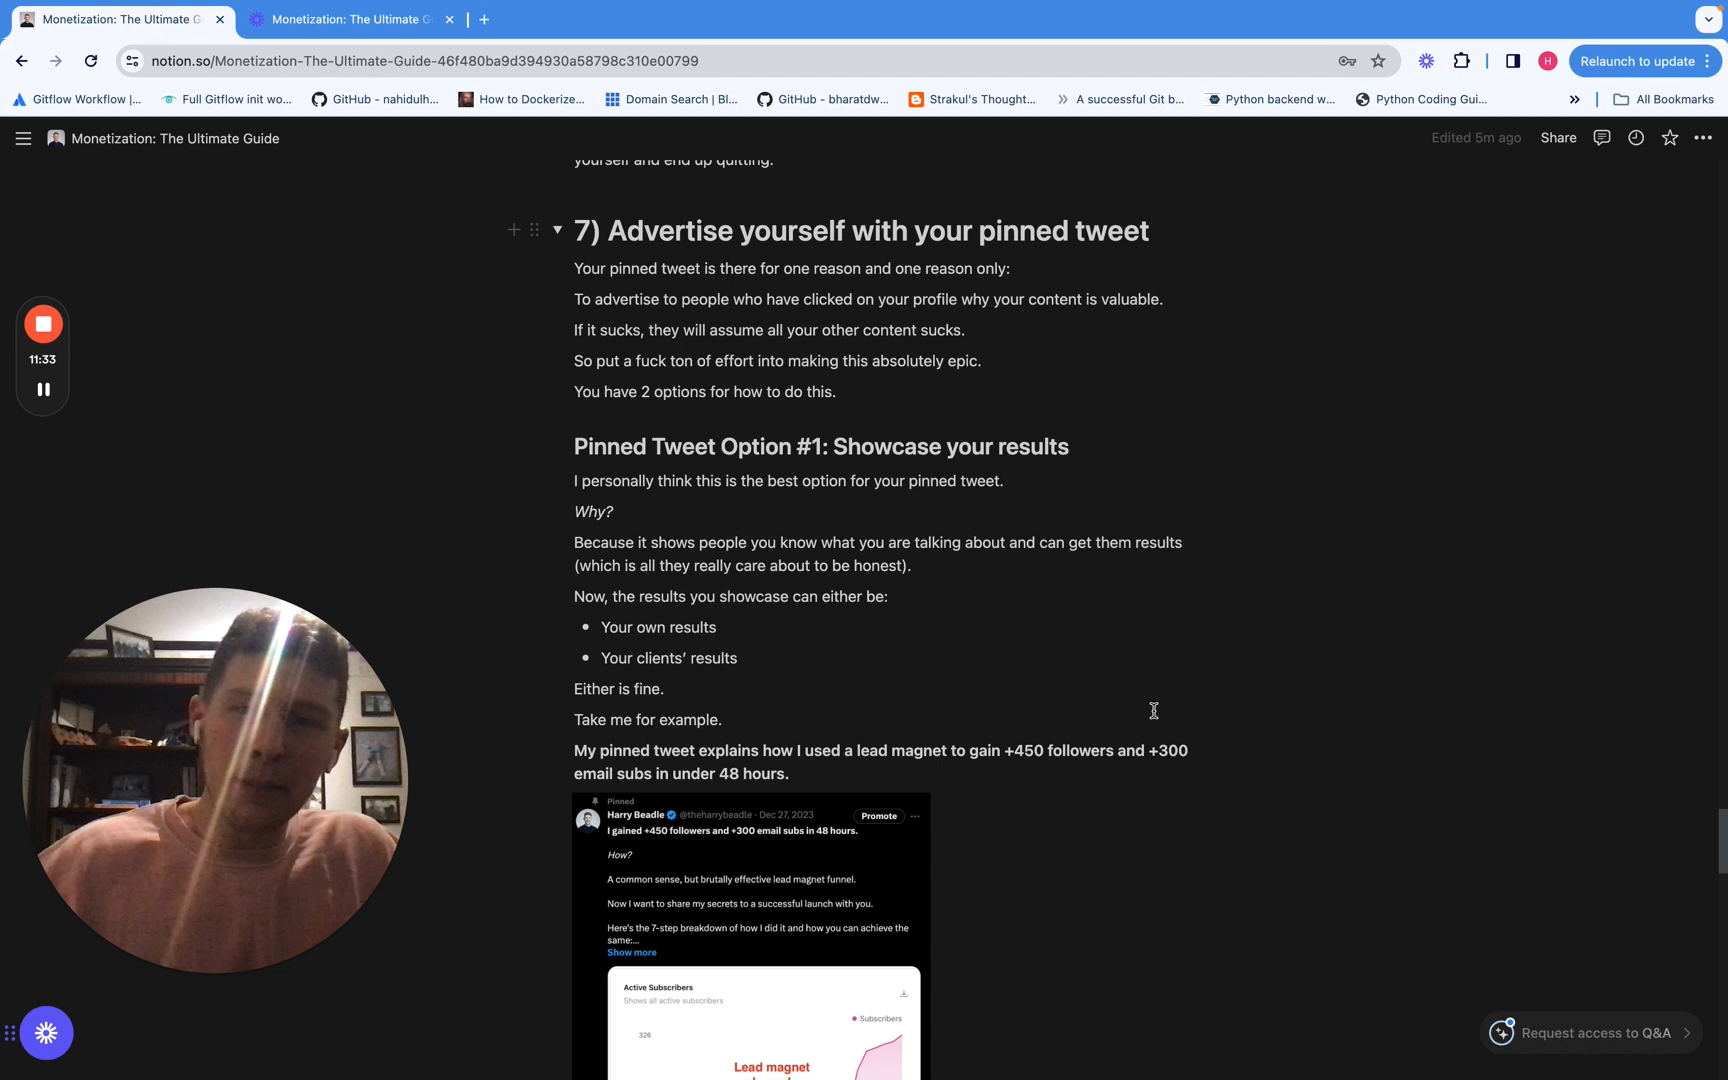 Monetization: The Ultimate G
Monetization: The Ultimate G
notion.so/Monetization-The-Ultimate-Guide-46f480ba9d394930a58798c310e00799
H
Relaunch to update
Gitflow Workflow |...
Full Gitflow init wo...
GitHub - nahidulh...
How to Dockerize...
Domain Search | Bl...
GitHub - bharatdw...
Strakul's Thought...
A successful Git b...
Python backend w...
Python Coding Gui...
All Bookmarks
Monetization: The Ultimate Guide
Edited 5m ago
Share
yourself and end up quitting.
7) Advertise yourself with your pinned tweet
Your pinned tweet is there for one reason and one reason only:
To advertise to people who have clicked on your profile why your content is valuable.
If it sucks, they will assume all your other content sucks.
So put a fuck ton of effort into making this absolutely epic.
You have 2 options for how to do this.
11:33
Pinned Tweet Option #1: Showcase your results
I personally think this is the best option for your pinned tweet.
Why?
Because it shows people you know what you are talking about and can get them results
(which is all they really care about to be honest).
Now, the results you showcase can either be:
• Your own results
• Your clients’ results
Either is fine.
Take me for example.
My pinned tweet explains how I used a lead magnet to gain +450 followers and +300
email subs in under 48 hours.
Pinned
Harry Beadle @theharrybeadle · Dec 27, 2023
Promote
I gained +450 followers and +300 email subs in 48 hours.
How?
A common sense, but brutally effective lead magnet funnel.
Now I want to share my secrets to a successful launch with you.
Here's the 7-step breakdown of how I did it and how you can achieve the
same:...
Show more
Active Subscribers
Shows all active subscribers
Subscribers
326
Lead magnet
Request access to Q&A